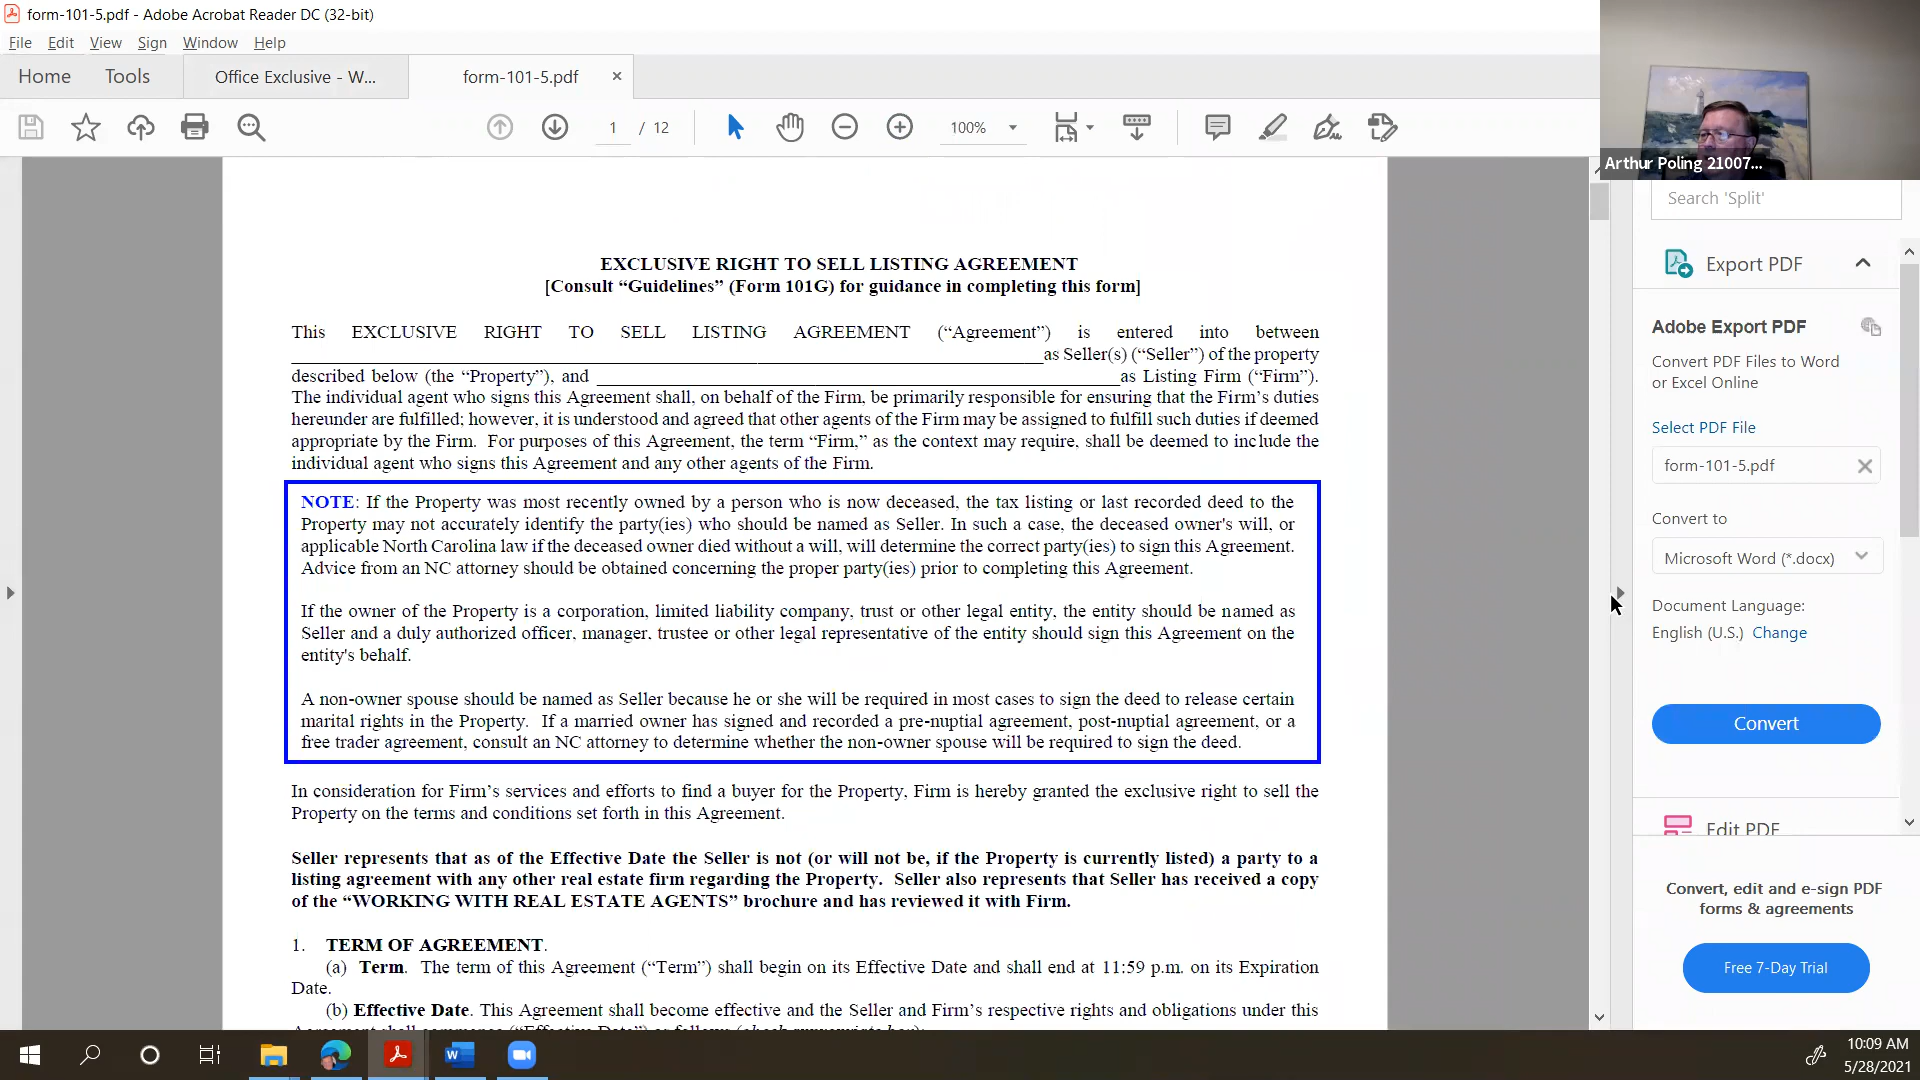 form-101-5.pdf - Adobe Acrobat Reader DC (32-bit)
File Edit View Sign Window Help
Home Tools Office Exclusive - W... form-101-5.pdf
1 / 12 100%
Arthur Poling 21007...
Search 'Split'
EXCLUSIVE RIGHT TO SELL LISTING AGREEMENT
[Consult “Guidelines” (Form 101G) for guidance in completing this form]
This EXCLUSIVE RIGHT TO SELL LISTING AGREEMENT (“Agreement”) is entered into between
as Seller(s) (“Seller”) of the property
described below (the “Property”), and as Listing Firm (“Firm”).
The individual agent who signs this Agreement shall, on behalf of the Firm, be primarily responsible for ensuring that the Firm’s duties
hereunder are fulfilled; however, it is understood and agreed that other agents of the Firm may be assigned to fulfill such duties if deemed
appropriate by the Firm. For purposes of this Agreement, the term “Firm,” as the context may require, shall be deemed to include the
individual agent who signs this Agreement and any other agents of the Firm.
NOTE: If the Property was most recently owned by a person who is now deceased, the tax listing or last recorded deed to the
Property may not accurately identify the party(ies) who should be named as Seller. In such a case, the deceased owner's will, or
applicable North Carolina law if the deceased owner died without a will, will determine the correct party(ies) to sign this Agreement.
Advice from an NC attorney should be obtained concerning the proper party(ies) prior to completing this Agreement.
If the owner of the Property is a corporation, limited liability company, trust or other legal entity, the entity should be named as
Seller and a duly authorized officer, manager, trustee or other legal representative of the entity should sign this Agreement on the
entity's behalf.
A non-owner spouse should be named as Seller because he or she will be required in most cases to sign the deed to release certain
marital rights in the Property. If a married owner has signed and recorded a pre-nuptial agreement, post-nuptial agreement, or a
free trader agreement, consult an NC attorney to determine whether the non-owner spouse will be required to sign the deed.
In consideration for Firm’s services and efforts to find a buyer for the Property, Firm is hereby granted the exclusive right to sell the
Property on the terms and conditions set forth in this Agreement.
Seller represents that as of the Effective Date the Seller is not (or will not be, if the Property is currently listed) a party to a
listing agreement with any other real estate firm regarding the Property. Seller also represents that Seller has received a copy
of the “WORKING WITH REAL ESTATE AGENTS” brochure and has reviewed it with Firm.
1. TERM OF AGREEMENT.
(a) Term. The term of this Agreement (“Term”) shall begin on its Effective Date and shall end at 11:59 p.m. on its Expiration
Date.
(b) Effective Date. This Agreement shall become effective and the Seller and Firm’s respective rights and obligations under this
Agreement shall commence (“Effective Date”) as follows (check appropriate box):
Export PDF
Adobe Export PDF
Convert PDF Files to Word
or Excel Online
Select PDF File
form-101-5.pdf
Convert to
Microsoft Word (*.docx)
Document Language:
English (U.S.) Change
Convert
Edit PDF
Convert, edit and e-sign PDF
forms & agreements
Free 7-Day Trial
10:09 AM
5/28/2021